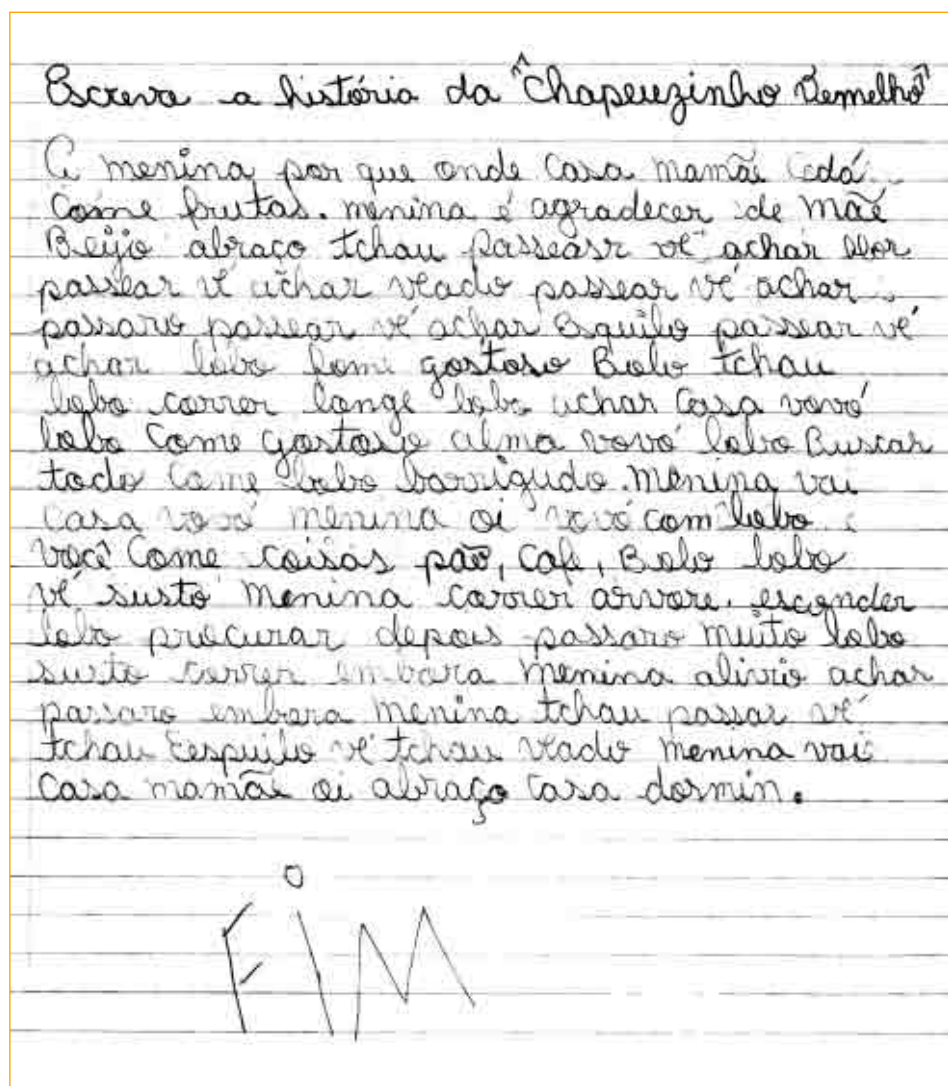 Escreva a história da "Chapeuzinho Vemelho"
A menina por que onde casa mamãe cedá
come frutas. menina é agradecer de mãe
Beijo abraço tchau passeasr vê achar flor
passear vê achar veado passear vê achar
passaro passear vê achar Esquilo passear vê
achar lobo fome gostoso Bolo tchau
lobo correr longe lobo achar casa vovó
lobo come gostoso alma vovó lobo Buscar
todo come lobo barrigudo. menina vai
casa vovó menina oi vovó com lobo
você come coisas pão, café, Bolo lobo
vê susto menina correr arvore. esconder
lobo procurar depois passaro muito lobo
susto correr embora menina alivio achar
passaro embora menina tchau passar vê
tchau Eespuilo vê tchau veado menina vai
casa mamãe oi abraço casa dormin.
FIM